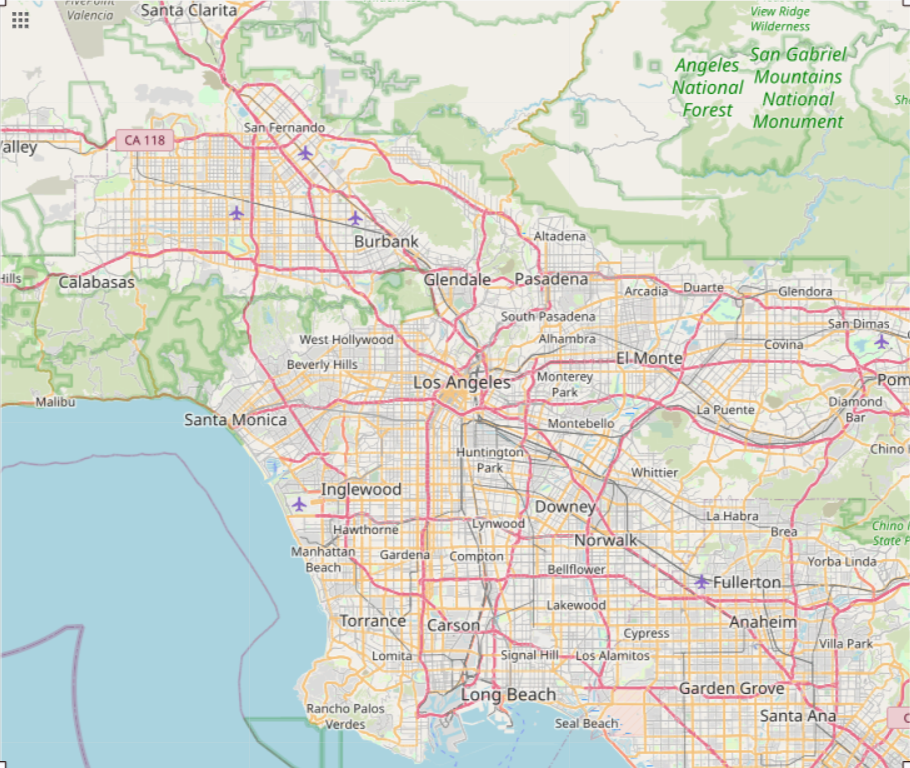 FivePoint
Valencia
Santa Clarita
View Ridge
Wilderness
San Gabriel
Mountains
National
Monument
Angeles
National
Forest
San Fernando
CA 118
alley
Burbank
Altadena
Hills
Calabasas
Glendale
Pasadena
Arcadia
Duarte
Glendora
South Pasadena
San Dimas
West Hollywood
Alhambra
Covina
Beverly Hills
El Monte
Los Angeles
Monterey
Park
Pom
Malibu
Diamond
Bar
Santa Monica
La Puente
Montebello
Huntington
Park
Chino
Whittier
Inglewood
Downey
La Habra
Lynwood
Hawthorne
Norwalk
Brea
Chino
State P
Manhattan
Beach
Gardena
Compton
Yorba Linda
Bellflower
Fullerton
Lakewood
Torrance
Carson
Anaheim
Cypress
Villa Park
Lomita
Signal Hill
Los Alamitos
Long Beach
Garden Grove
Rancho Palos
Verdes
Seal Beach
Santa Ana
C